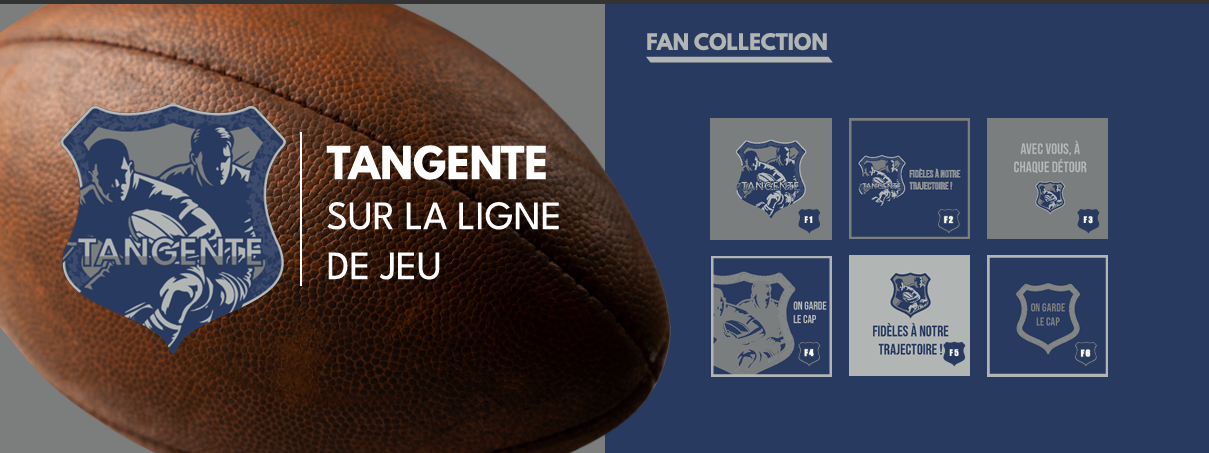 TANGENTE
TANGENTE
SUR LA LIGNE
DE JEU
FAN COLLECTION
TANGENTE
F1
TANGENTE
FIDÈLES À NOTRE
TRAJECTOIRE !
F2
AVEC VOUS, À
CHAQUE DÉTOUR
F3
ON GARDE
LE CAP
F4
FIDÈLES À NOTRE
TRAJECTOIRE !
F5
ON GARDE
LE CAP
F6